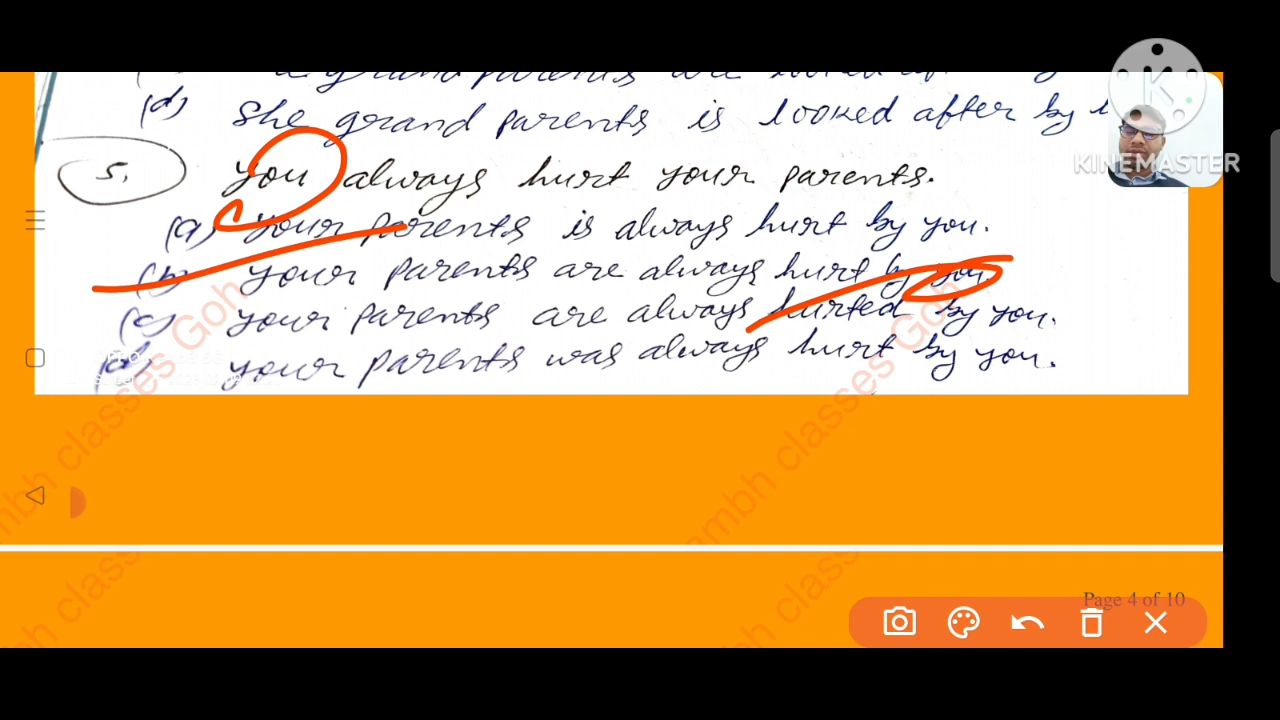 (d) She grand parents is looked after by
5. You always hurt your parents.
(a) Your parents is always hurt by you.
(b) your parents are always hurt by you
(c) your parents are always hurted by you.
(d) your parents was always hurt by you.
KINEMASTER
Page 4 of 10